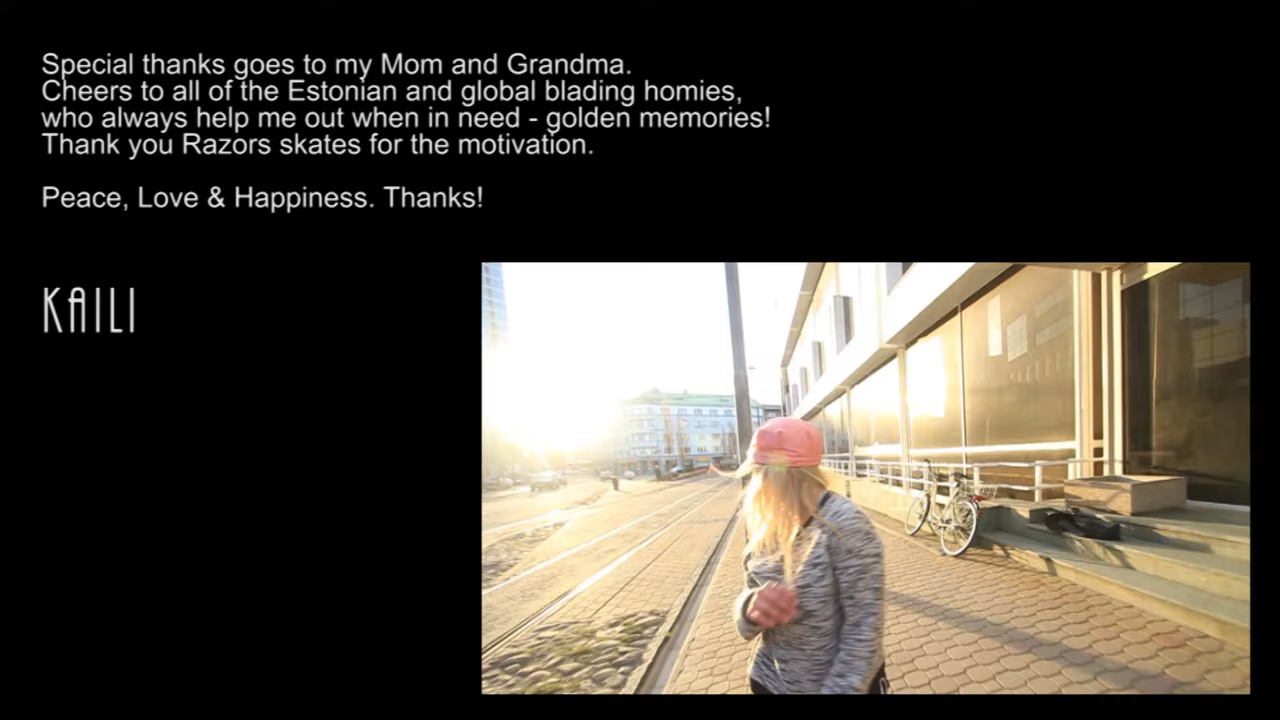 Special thanks goes to my Mom and Grandma.
Cheers to all of the Estonian and global blading homies,
who always help me out when in need - golden memories!
Thank you Razors skates for the motivation.
Peace, Love & Happiness. Thanks!
KAILI